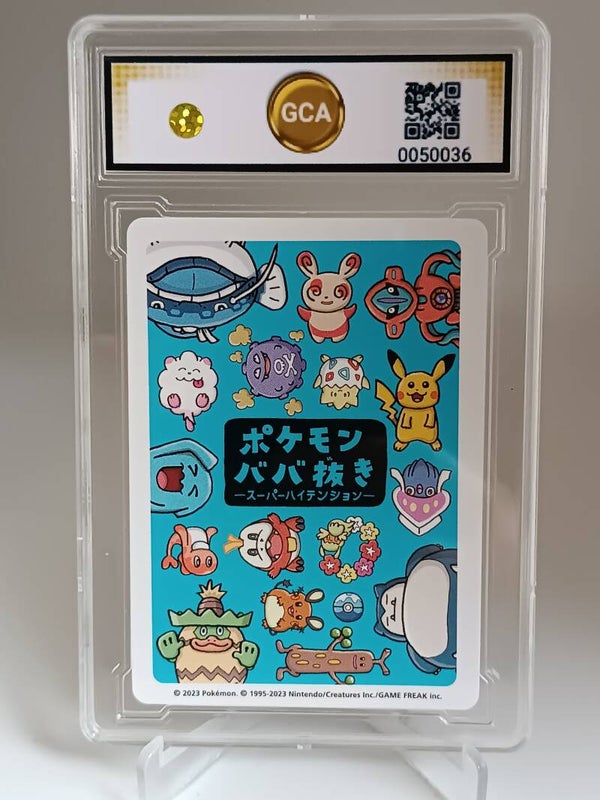 GCA
0050036
ポケモン
ババ抜き
ースーパーハイテンションー
© 2023 Pokémon. © 1995-2023 Nintendo/Creatures Inc./GAME FREAK inc.